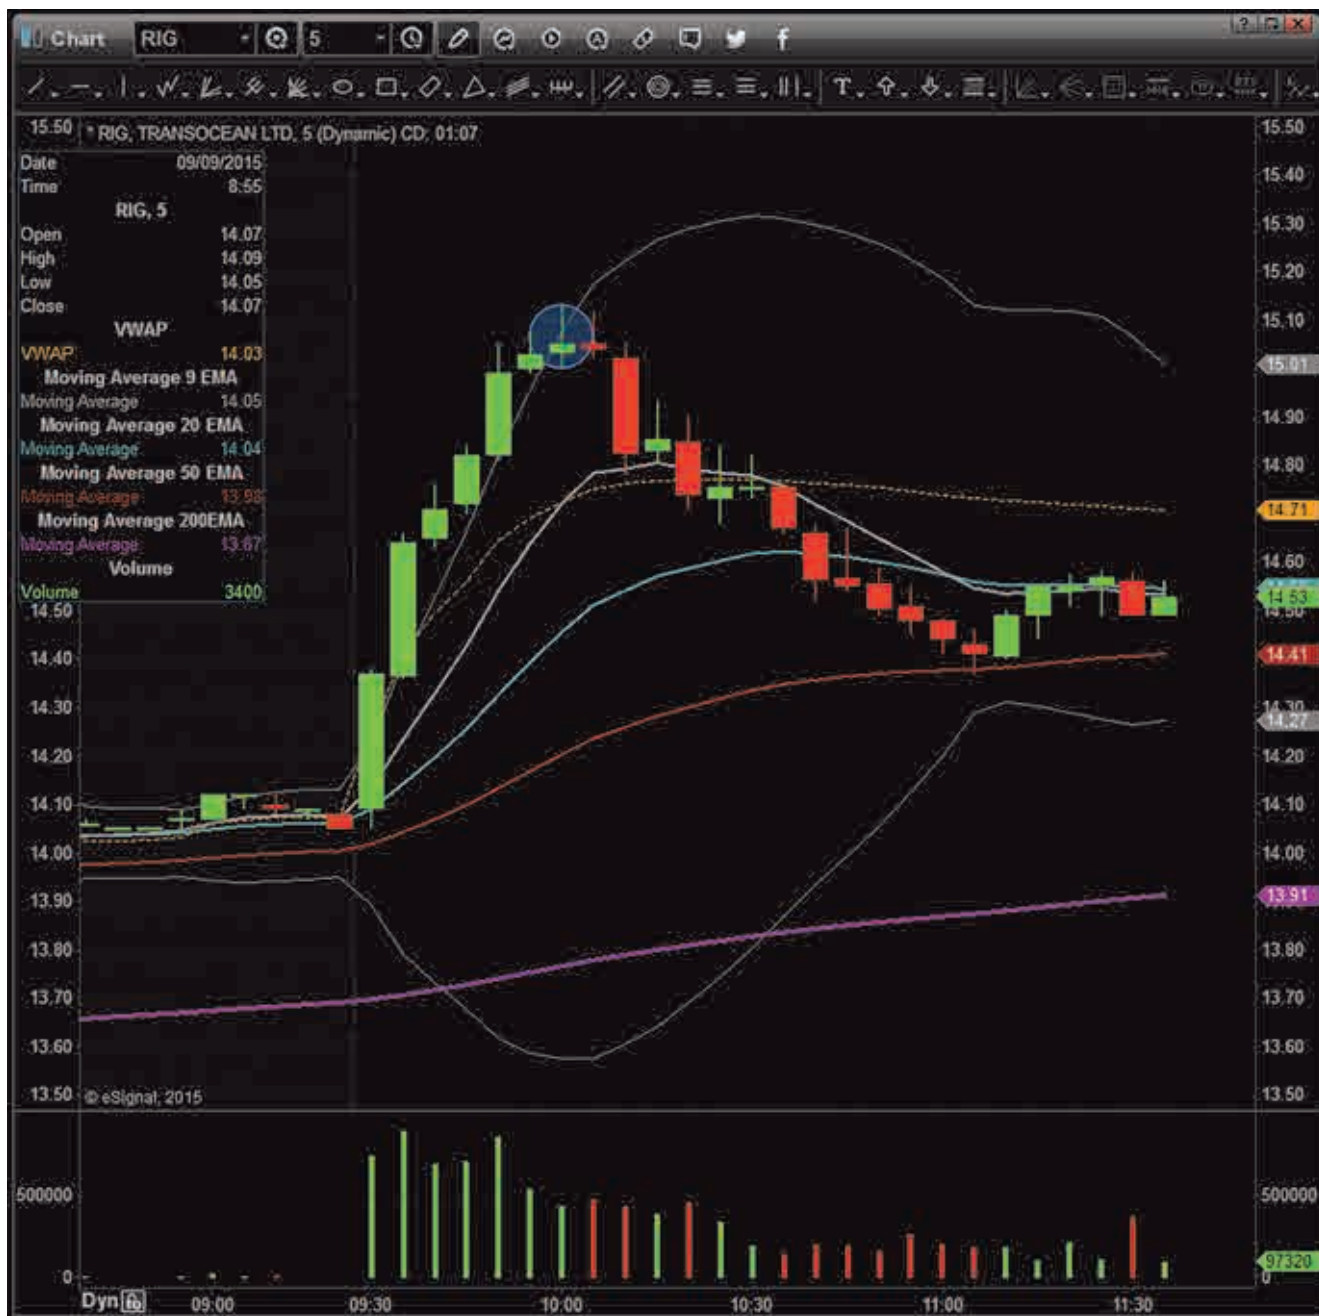 Chart RIG 5
* RIG, TRANSOCEAN LTD, 5 (Dynamic) CD: 01:07
Date 09/09/2015
Time 8:55
RIG, 5
Open 14.07
High 14.09
Low 14.05
Close 14.07
VWAP
VWAP 14.03
Moving Average 9 EMA
Moving Average 14.05
Moving Average 20 EMA
Moving Average 14.04
Moving Average 50 EMA
Moving Average 13.98
Moving Average 200EMA
Moving Average 13.67
Volume
Volume 3400
15.50
14.50
14.40
14.30
14.20
14.10
14.00
13.90
13.80
13.70
13.60
13.50
© eSignal, 2015
15.50
15.40
15.30
15.20
15.10
15.01
14.90
14.80
14.71
14.60
14.53
14.41
14.27
14.20
14.10
14.00
13.91
13.80
13.70
13.60
13.50
500000
0
500000
97320
0
Dyn
09:00
09:30
10:00
10:30
11:00
11:30